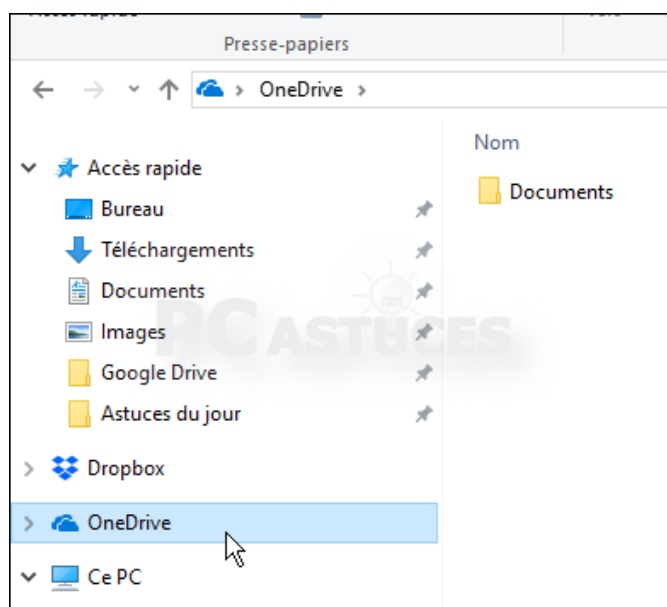 Presse-papiers
OneDrive
Nom
Accès rapide
Documents
Bureau
Téléchargements
Documents
Images
PC ASTUCES
Google Drive
Astuces du jour
Dropbox
OneDrive
Ce PC